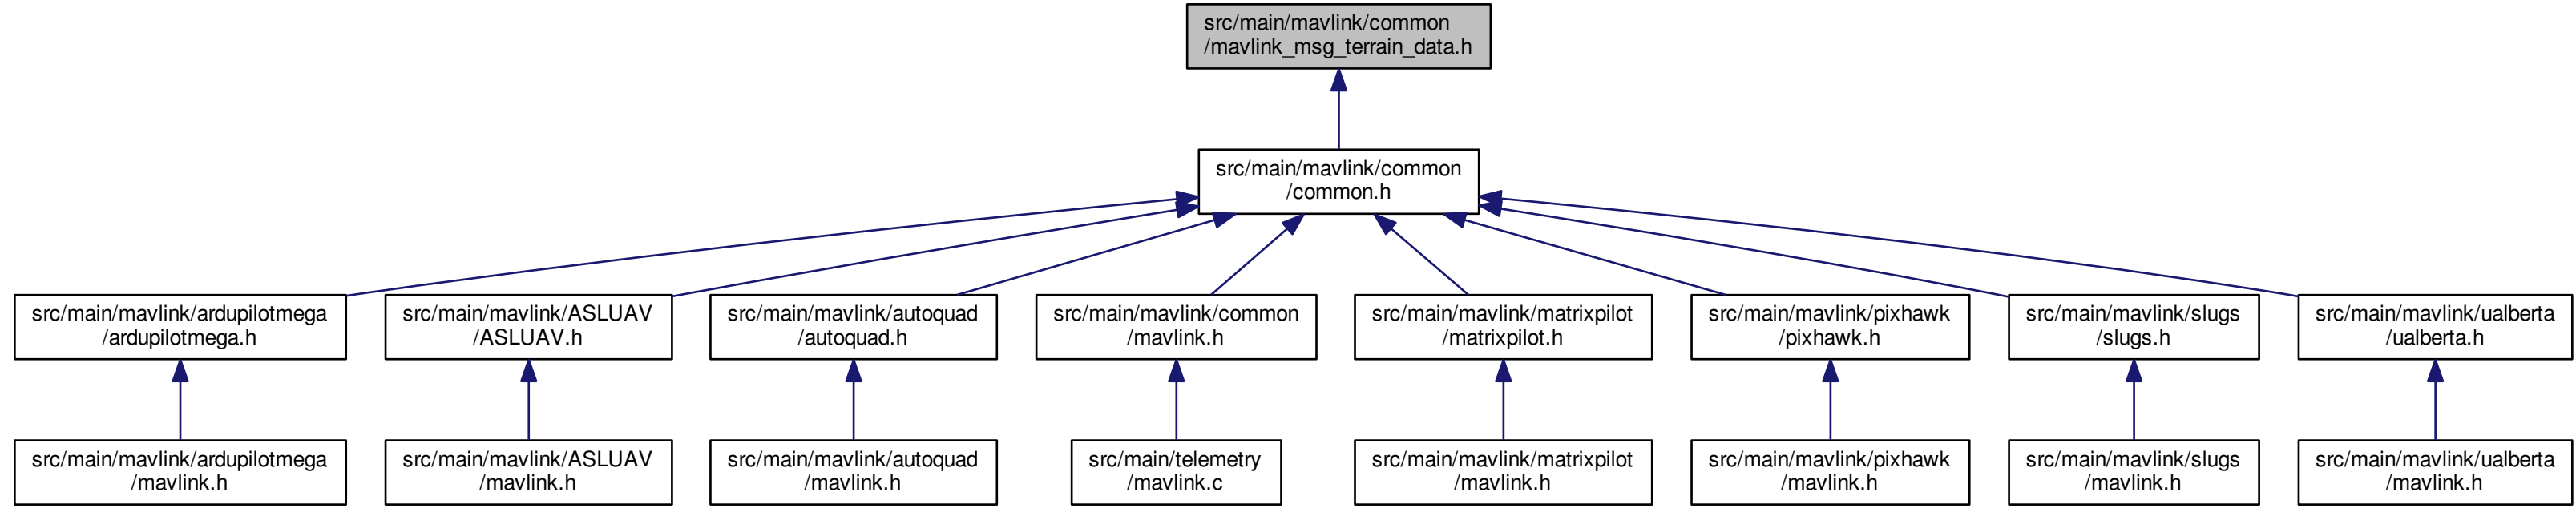 src/main/mavlink/common
/mavlink_msg_terrain_data.h
src/main/mavlink/common
/common.h
src/main/mavlink/ardupilotmega
/ardupilotmega.h
src/main/mavlink/ASLUAV
/ASLUAV.h
src/main/mavlink/autoquad
/autoquad.h
src/main/mavlink/common
/mavlink.h
src/main/mavlink/matrixpilot
/matrixpilot.h
src/main/mavlink/pixhawk
/pixhawk.h
src/main/mavlink/slugs
/slugs.h
src/main/mavlink/ualberta
/ualberta.h
src/main/mavlink/ardupilotmega
/mavlink.h
src/main/mavlink/ASLUAV
/mavlink.h
src/main/mavlink/autoquad
/mavlink.h
src/main/telemetry
/mavlink.c
src/main/mavlink/matrixpilot
/mavlink.h
src/main/mavlink/pixhawk
/mavlink.h
src/main/mavlink/slugs
/mavlink.h
src/main/mavlink/ualberta
/mavlink.h